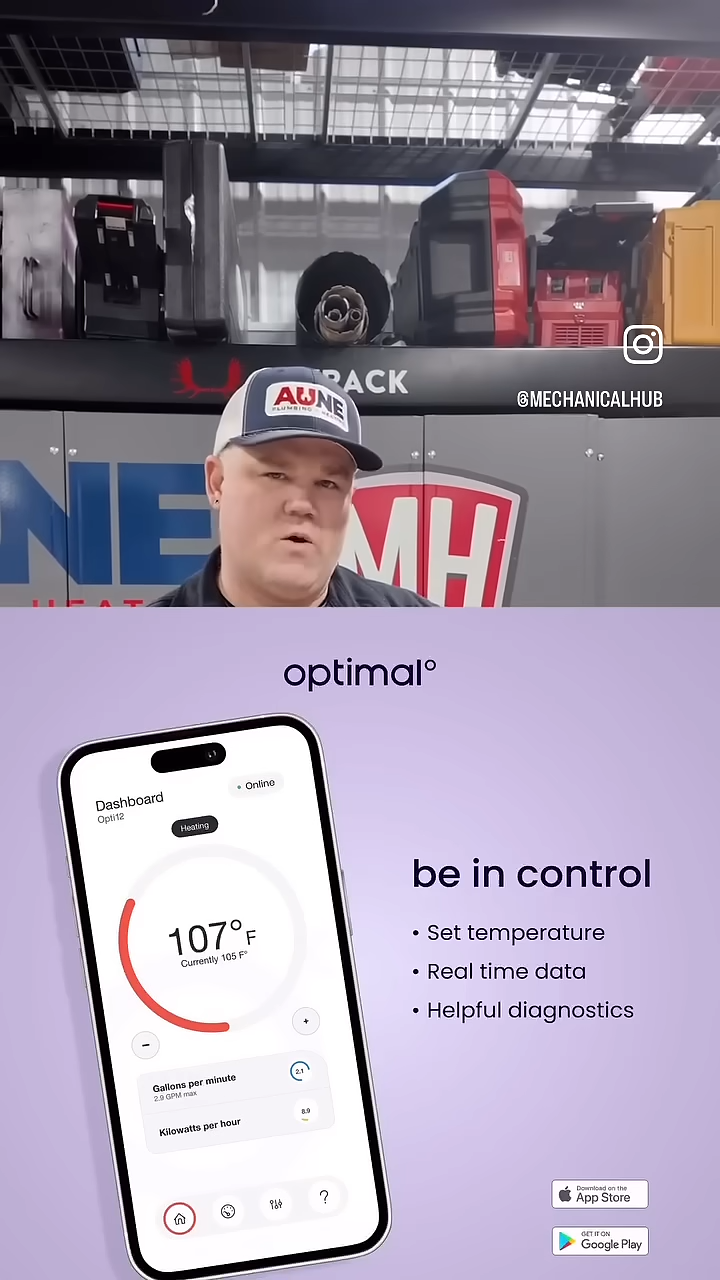 RACK
@MECHANICALHUB
AUNE
PLUMBING
NE
MH
HEAT
optimal°
Dashboard
Online
Opti12
Heating
107° F
Currently 105 F°
be in control
• Set temperature
• Real time data
• Helpful diagnostics
−
+
Gallons per minute
2.9 GPM max
2.1
Kilowatts per hour
8.9
?
Download on the
App Store
GET IT ON
Google Play